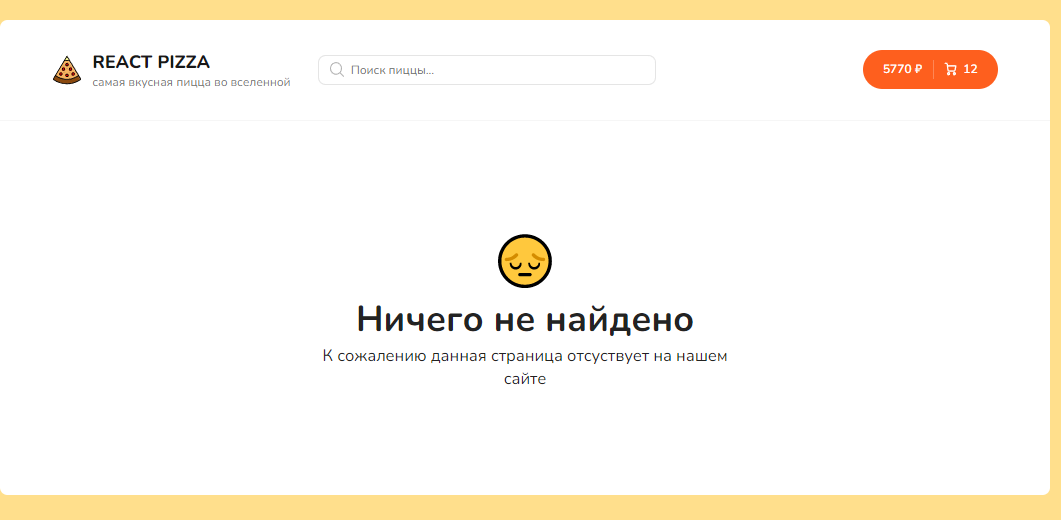 REACT PIZZA
самая вкусная пицца во вселенной
Поиск пиццы...
5770 ₽
12
Ничего не найдено
К сожалению данная страница отсуствует на нашем
сайте